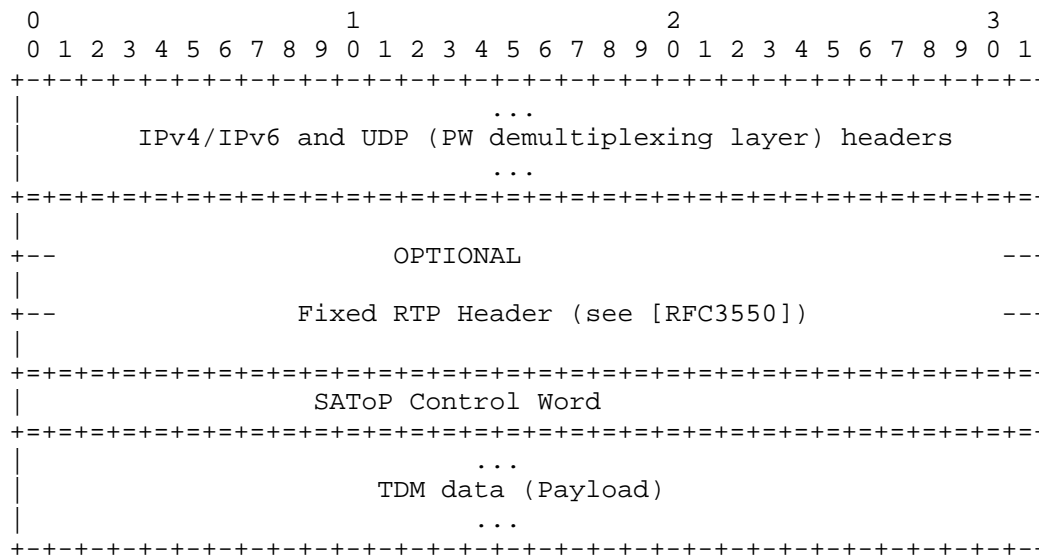 0                   1                   2                   3
 0 1 2 3 4 5 6 7 8 9 0 1 2 3 4 5 6 7 8 9 0 1 2 3 4 5 6 7 8 9 0 1
+-+-+-+-+-+-+-+-+-+-+-+-+-+-+-+-+-+-+-+-+-+-+-+-+-+-+-+-+-+-+-+-
|                             ...
|       IPv4/IPv6 and UDP (PW demultiplexing layer) headers
|                             ...
+=+=+=+=+=+=+=+=+=+=+=+=+=+=+=+=+=+=+=+=+=+=+=+=+=+=+=+=+=+=+=+=-
|
+--                     OPTIONAL                              ---
|
+--               Fixed RTP Header (see [RFC3550])            ---
|
+=+=+=+=+=+=+=+=+=+=+=+=+=+=+=+=+=+=+=+=+=+=+=+=+=+=+=+=+=+=+=+=-
|                  SAToP Control Word
+=+=+=+=+=+=+=+=+=+=+=+=+=+=+=+=+=+=+=+=+=+=+=+=+=+=+=+=+=+=+=+=-
|                            ...
|                      TDM data (Payload)
|                            ...
+-+-+-+-+-+-+-+-+-+-+-+-+-+-+-+-+-+-+-+-+-+-+-+-+-+-+-+-+-+-+-+-